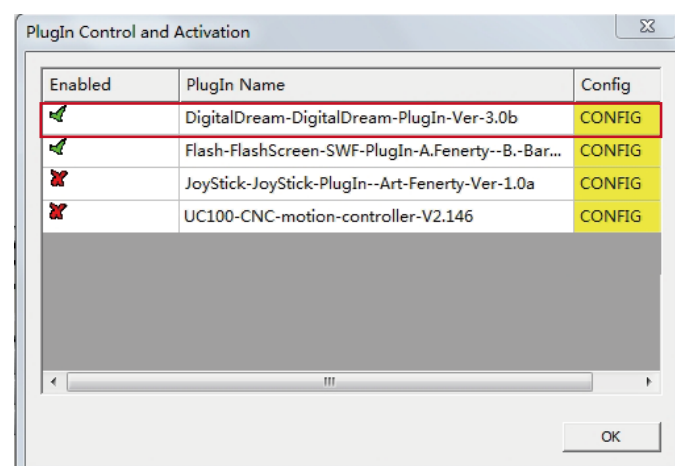 PlugIn Control and Activation
Enabled PlugIn Name Config
DigitalDream-DigitalDream-PlugIn-Ver-3.0b CONFIG
Flash-FlashScreen-SWF-PlugIn-A.Fenerty--B.-Bar... CONFIG
JoyStick-JoyStick-PlugIn--Art-Fenerty-Ver-1.0a CONFIG
UC100-CNC-motion-controller-V2.146 CONFIG
OK